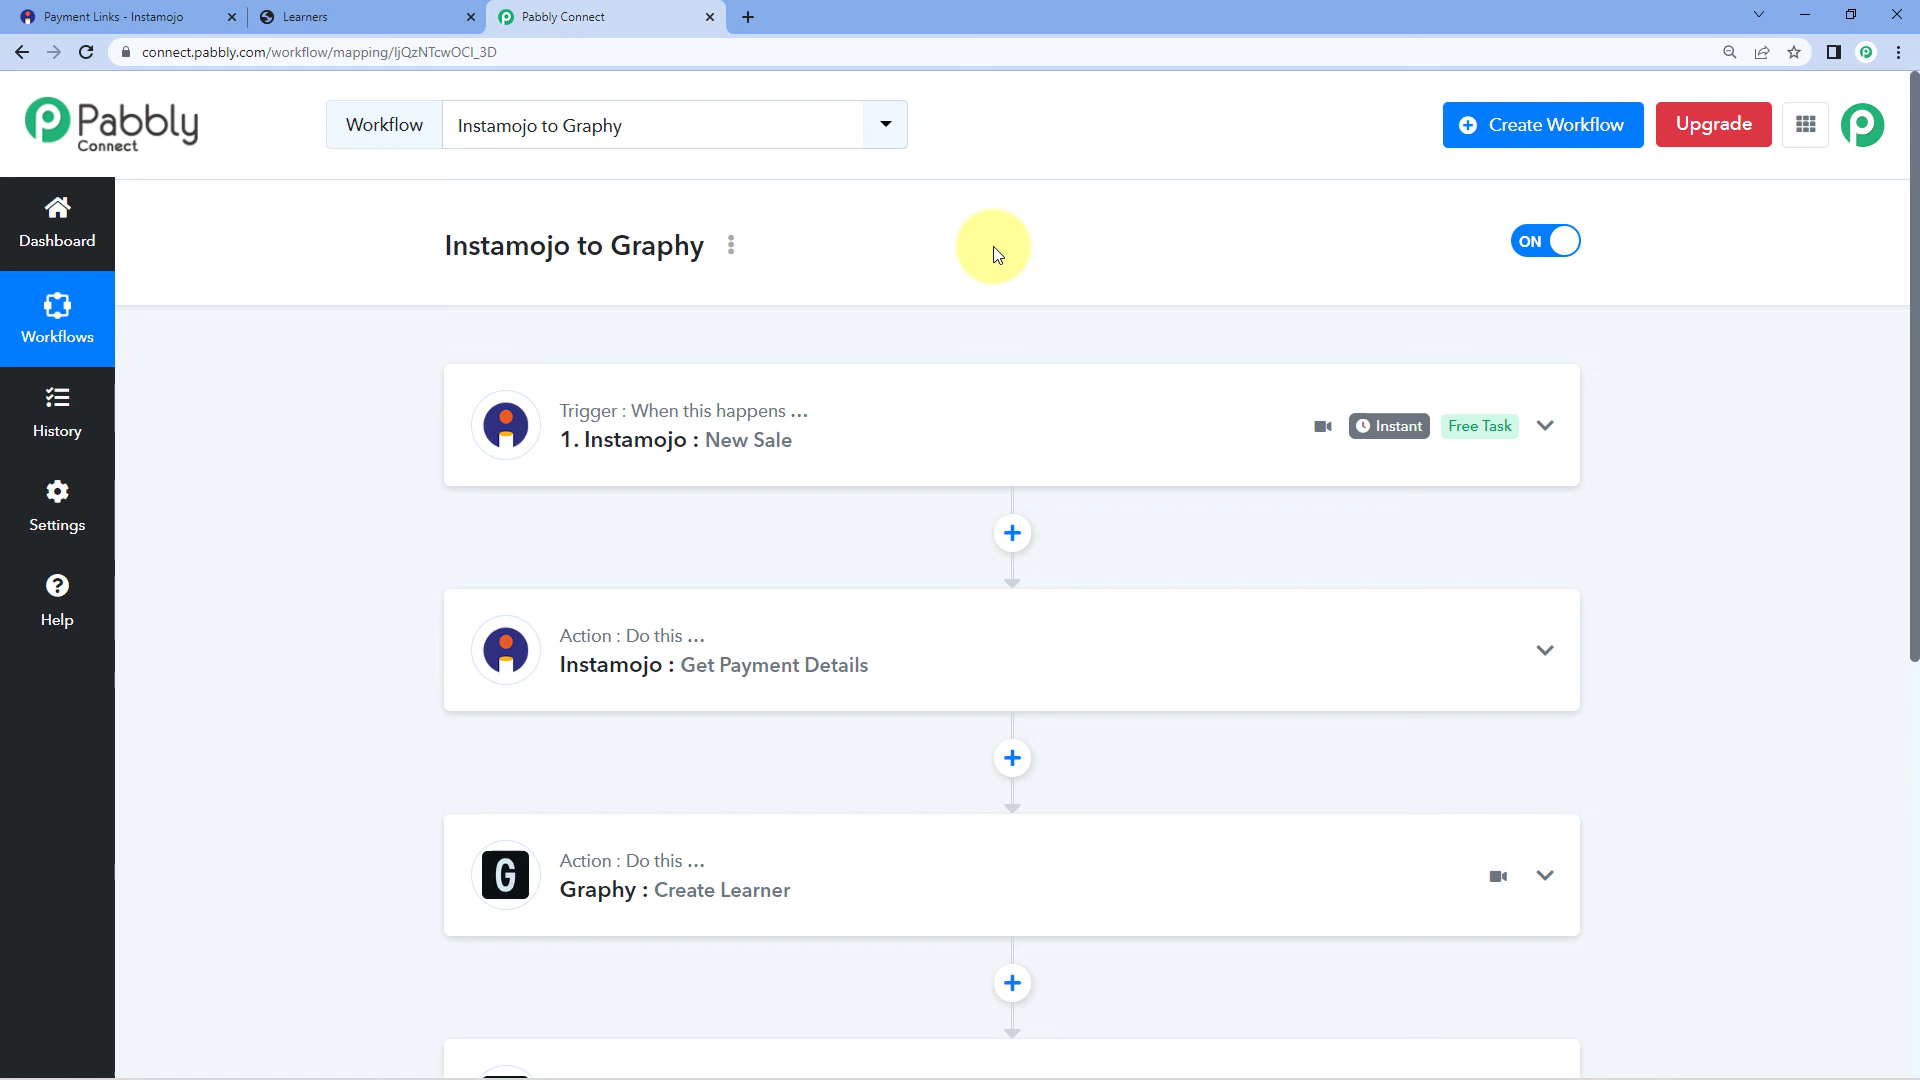 Payment Links - Instamojo
Learners
Pabbly Connect
connect.pabbly.com/workflow/mapping/IjQzNTcwOCI_3D
Pabbly
Connect
Workflow
Instamojo to Graphy
Create Workflow
Upgrade
Dashboard
Workflows
History
Settings
Help
Instamojo to Graphy
ON
Trigger : When this happens ...
1. Instamojo : New Sale
Instant
Free Task
Action : Do this ...
Instamojo : Get Payment Details
Action : Do this ...
G
Graphy : Create Learner